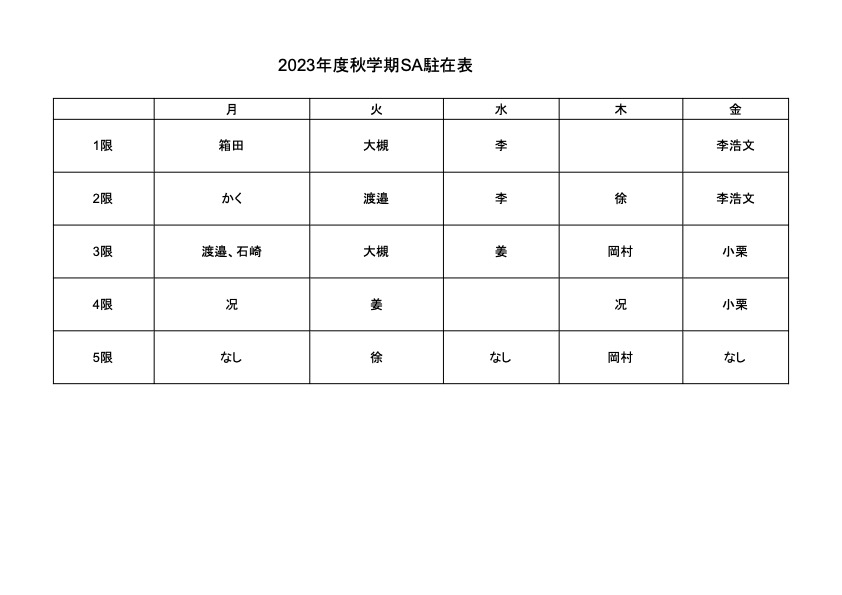 2023年度秋学期SA駐在表
月 火 水 木 金
1限 箱田 大槻 李 李浩文
2限 かく 渡邉 李 徐 李浩文
3限 渡邉、石崎 大槻 姜 岡村 小栗
4限 况 姜 况 小栗
5限 なし 徐 なし 岡村 なし